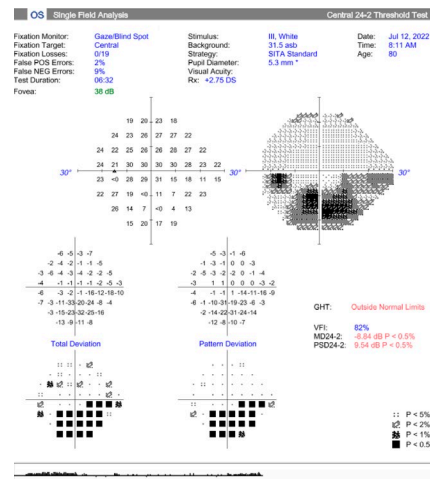 OS Single Field Analysis Central 24-2 Threshold Test
Fixation Monitor: Gaze/Blind Spot Stimulus: III, White Date: Jul 12, 2022
Fixation Target: Central Background: 31.5 asb Time: 8:11 AM
Fixation Losses: 0/19 Strategy: SITA Standard Age: 80
False POS Errors: 2% Pupil Diameter: 5.3 mm *
False NEG Errors: 9% Visual Acuity:
Test Duration: 06:32 Rx: +2.75 DS
Fovea: 38 dB
19 20 23 18
24 23 26 27 27 22
24 22 25 28 26 28 27 22
24 21 30 30 30 30 28 23 22
30° 30°
23 <0 28 29 31 15 18 11 15
22 27 19 <0 11 7 22 23
26 14 7 <0 4 13
15 20 17 19
-6 -5 -3 -7 -5 -3 -1 -6
-2 -4 -2 -1 -1 -5 -1 -3 -1 0 0 -3
-3 -6 -4 -3 -4 -2 -2 -5 -2 -5 -3 -2 -2 0 -1 -4
-4 -1 -1 -1 -1 -2 -5 -5 -3 1 1 0 0 0 -3 -2
-6 -3 -2 -1 -16 -12 -18 -10 -4 -1 -1 1 -14 -11 -16 -9
-7 -3 -11 -33 -20 -24 -8 -4 -6 -1 -10 -31 -19 -23 -6 -3
-3 -15 -23 -32 -25 -16 -2 -14 -22 -31 -24 -14
-13 -9 -11 -8 -12 -8 -10 -7
GHT: Outside Normal Limits
VFI: 82%
MD24-2: -6.84 dB P < 0.5%
PSD24-2: 9.54 dB P < 0.5%
Total Deviation Pattern Deviation
P < 5%
P < 2%
P < 1%
P < 0.5